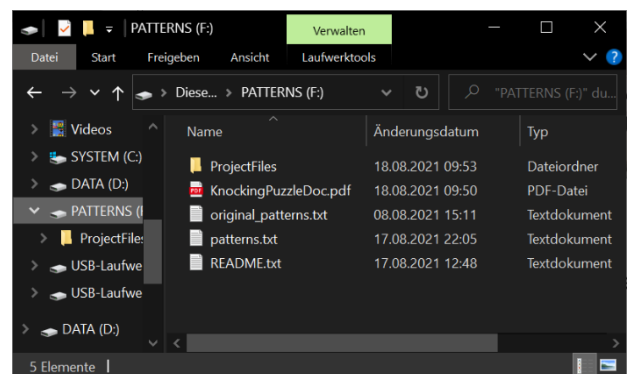 PATTERNS (F:) Verwalten
Datei Start Freigeben Ansicht Laufwerktools
Diese... PATTERNS (F:) "PATTERNS (F:)" du...
Videos Name Änderungsdatum Typ
SYSTEM (C:) ProjectFiles 18.08.2021 09:53 Dateiordner
DATA (D:) KnockingPuzzleDoc.pdf 18.08.2021 09:50 PDF-Datei
PATTERNS (F original_patterns.txt 08.08.2021 15:11 Textdokument
ProjectFiles patterns.txt 17.08.2021 22:05 Textdokument
USB-Laufwe README.txt 17.08.2021 12:48 Textdokument
USB-Laufwe
DATA (D:)
5 Elemente